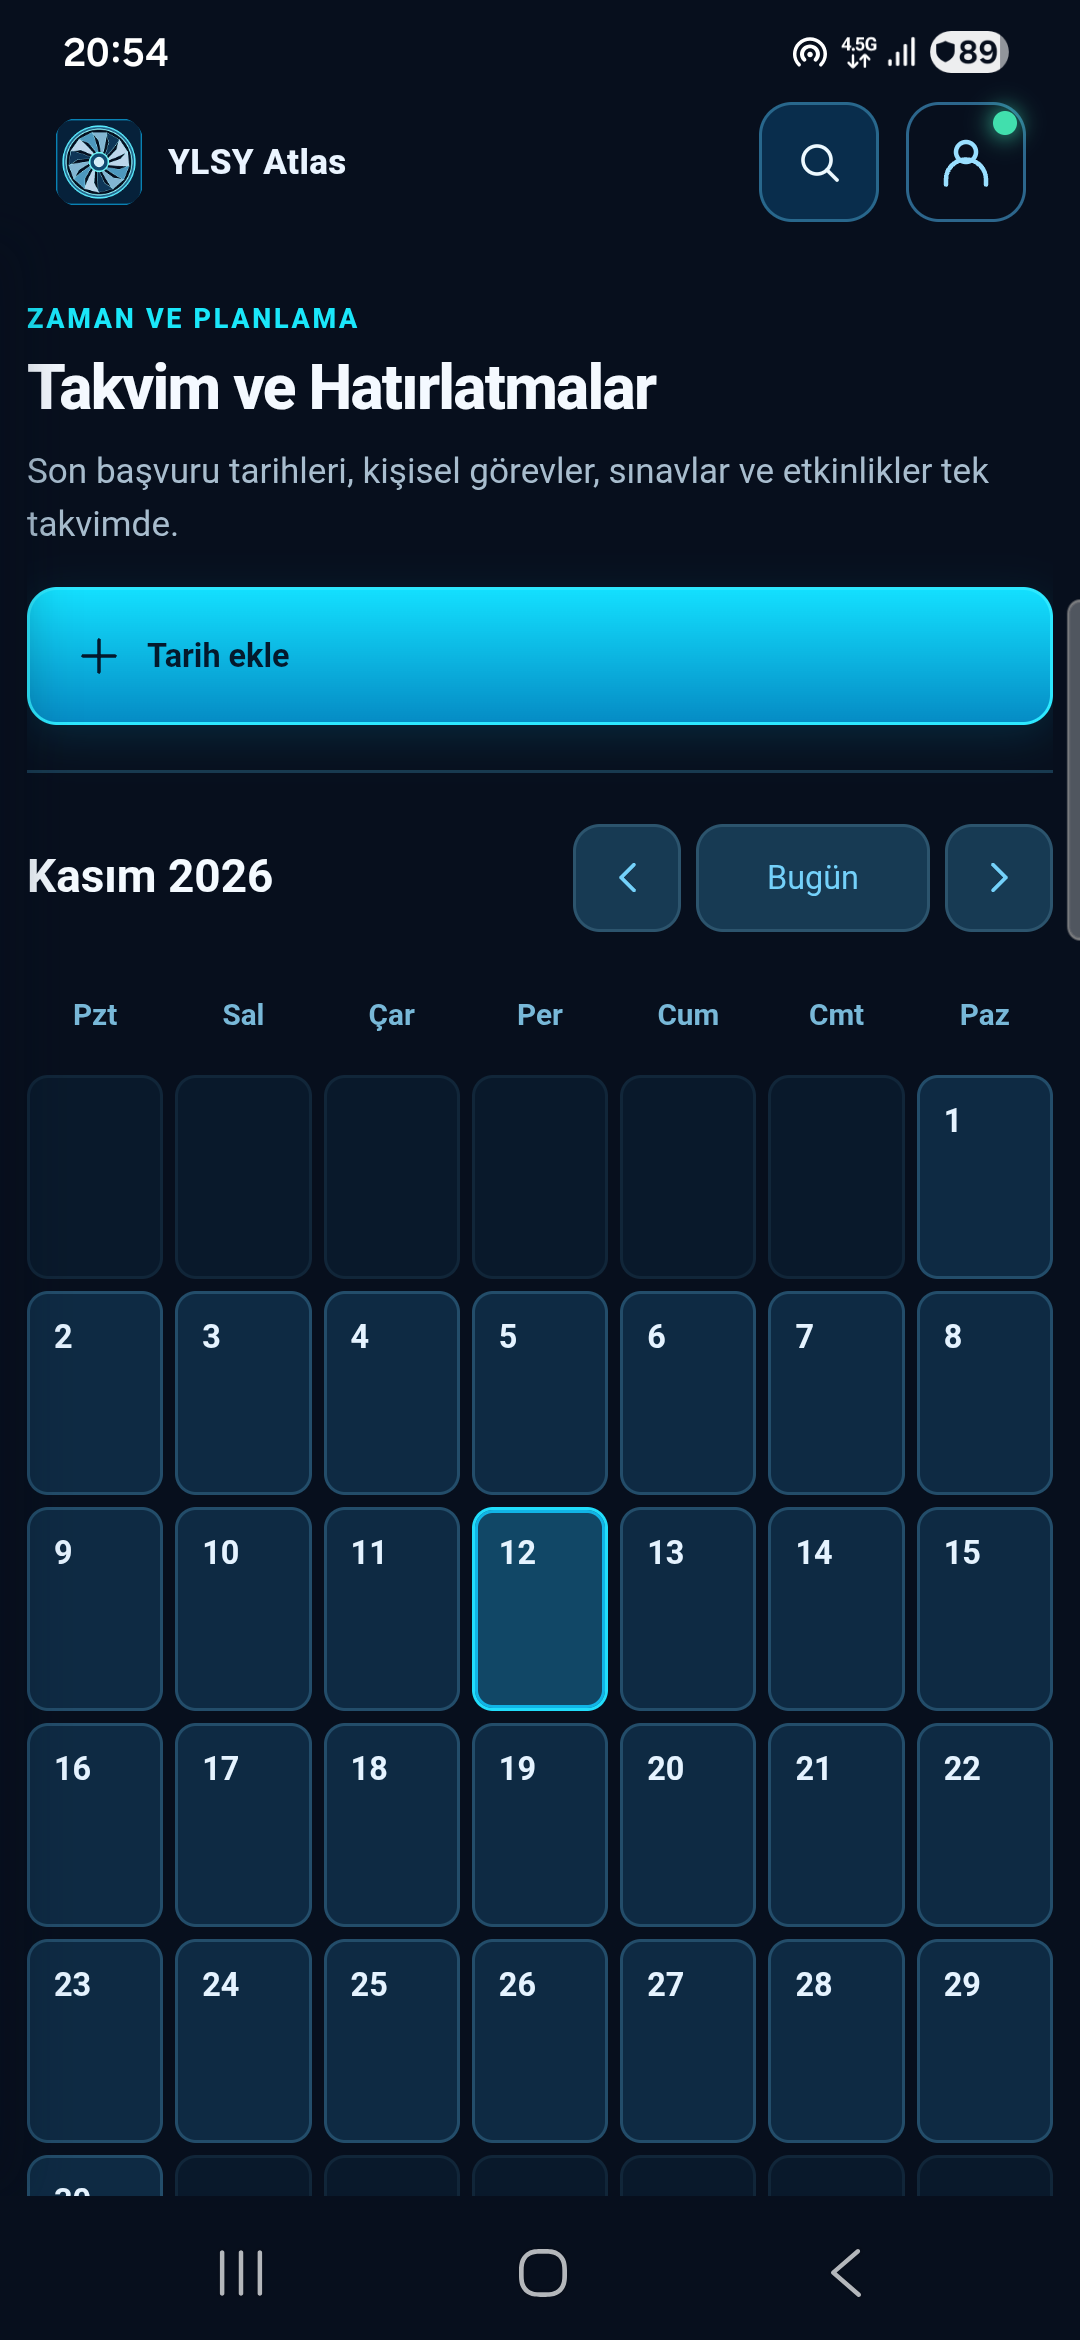 20:54
4.5G
89
YLSY Atlas
ZAMAN VE PLANLAMA
Takvim ve Hatırlatmalar
Son başvuru tarihleri, kişisel görevler, sınavlar ve etkinlikler tek
takvimde.
Tarih ekle
Kasım 2026
Bugün
Pzt Sal Çar Per Cum Cmt Paz
1
2 3 4 5 6 7 8
9 10 11 12 13 14 15
16 17 18 19 20 21 22
23 24 25 26 27 28 29
30